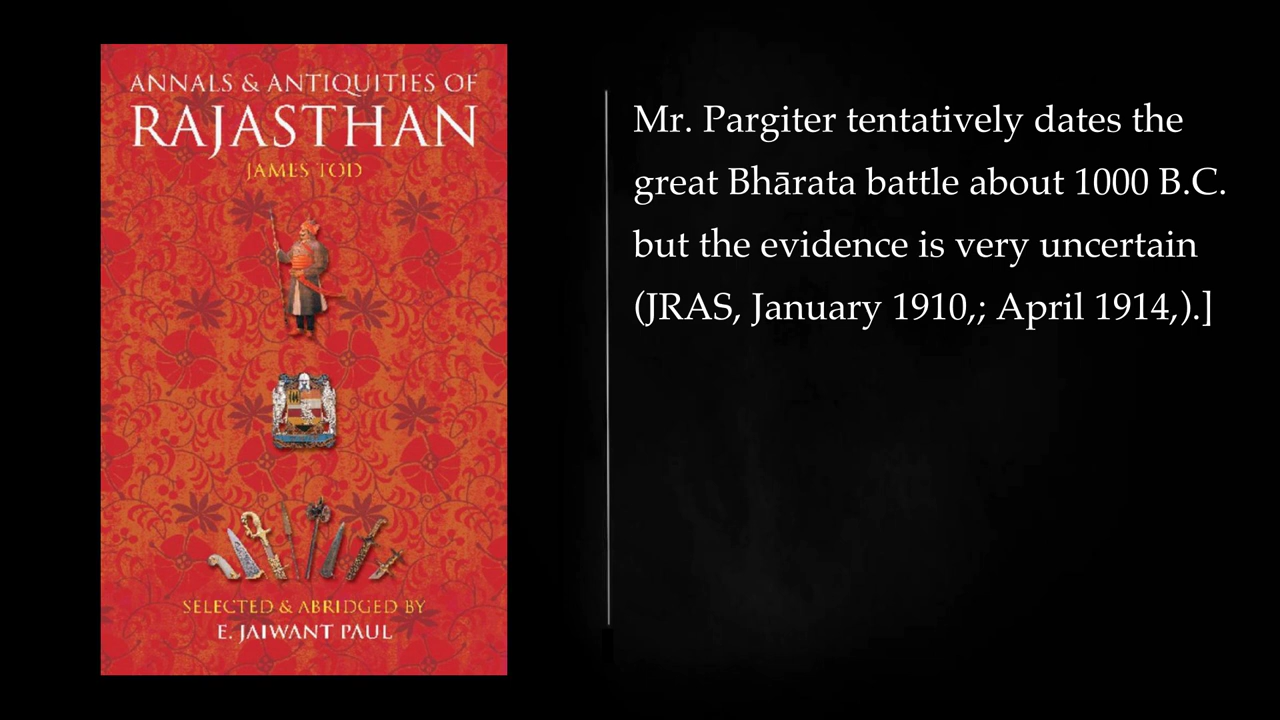 ANNALS & ANTIQUITIES OF
RAJASTHAN
JAMES TOD
SELECTED & ABRIDGED BY
E. JAIWANT PAUL
Mr. Pargiter tentatively dates the
great Bhārata battle about 1000 B.C.
but the evidence is very uncertain
(JRAS, January 1910,; April 1914,).]